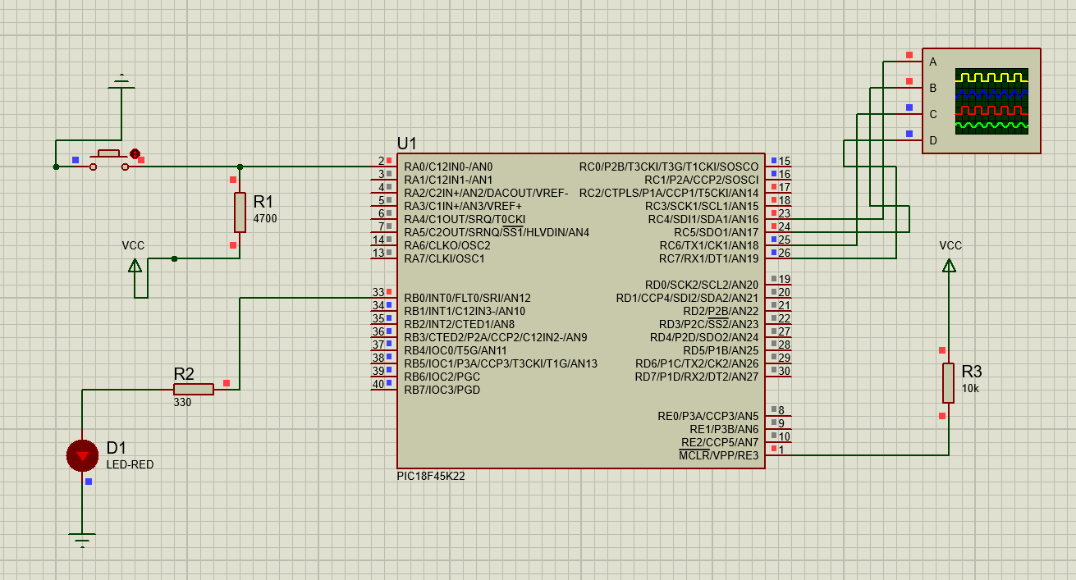 A
B
C
D
U1
2
3
4
5
6
7
14
13
RA0/C12IN0-/AN0
RA1/C12IN1-/AN1
RA2/C2IN+/AN2/DACOUT/VREF-
RA3/C1IN+/AN3/VREF+
RA4/C1OUT/SRQ/T0CKI
RA5/C2OUT/SRNQ/SS1/HLVDIN/AN4
RA6/CLKO/OSC2
RA7/CLKI/OSC1
RC0/P2B/T3CKI/T3G/T1CKI/SOSCO
RC1/P2A/CCP2/SOSCI
RC2/CTPLS/P1A/CCP1/T5CKI/AN14
RC3/SCK1/SCL1/AN15
RC4/SDI1/SDA1/AN16
RC5/SDO1/AN17
RC6/TX1/CK1/AN18
RC7/RX1/DT1/AN19
15
16
17
18
23
24
25
26
R1
4700
VCC
VCC
33
34
35
36
37
38
39
40
RB0/INT0/FLT0/SRI/AN12
RB1/INT1/C12IN3-/AN10
RB2/INT2/CTED1/AN8
RB3/CTED2/P2A/CCP2/C12IN2-/AN9
RB4/IOC0/T5G/AN11
RB5/IOC1/P3A/CCP3/T3CKI/T1G/AN13
RB6/IOC2/PGC
RB7/IOC3/PGD
RD0/SCK2/SCL2/AN20
RD1/CCP4/SDI2/SDA2/AN21
RD2/P2B/AN22
RD3/P2C/SS2/AN23
RD4/P2D/SDO2/AN24
RD5/P1B/AN25
RD6/P1C/TX2/CK2/AN26
RD7/P1D/RX2/DT2/AN27
19
20
21
22
27
28
29
30
R2
330
R3
10k
RE0/P3A/CCP3/AN5
RE1/P3B/AN6
RE2/CCP5/AN7
MCLR/VPP/RE3
8
9
10
1
D1
LED-RED
PIC18F45K22